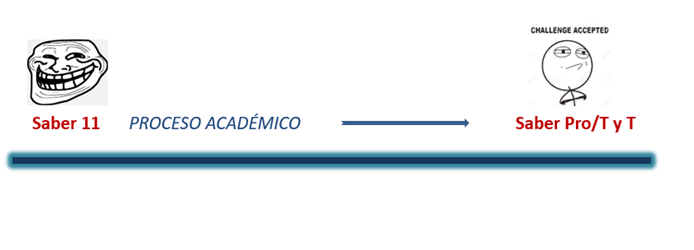 CHALLENGE ACCEPTED
Saber 11 PROCESO ACADÉMICO Saber Pro/T y T